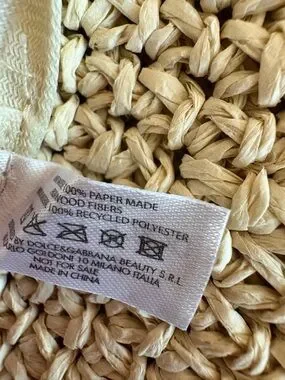 100% PAPER MADE
WOOD FIBERS
100% RECYCLED POLYESTER
BY DOLCE&GABBANA BEAUTY S.R.L
GOLDONI 10 MILANO ITALIA
NOT FOR SALE
MADE IN CHINA